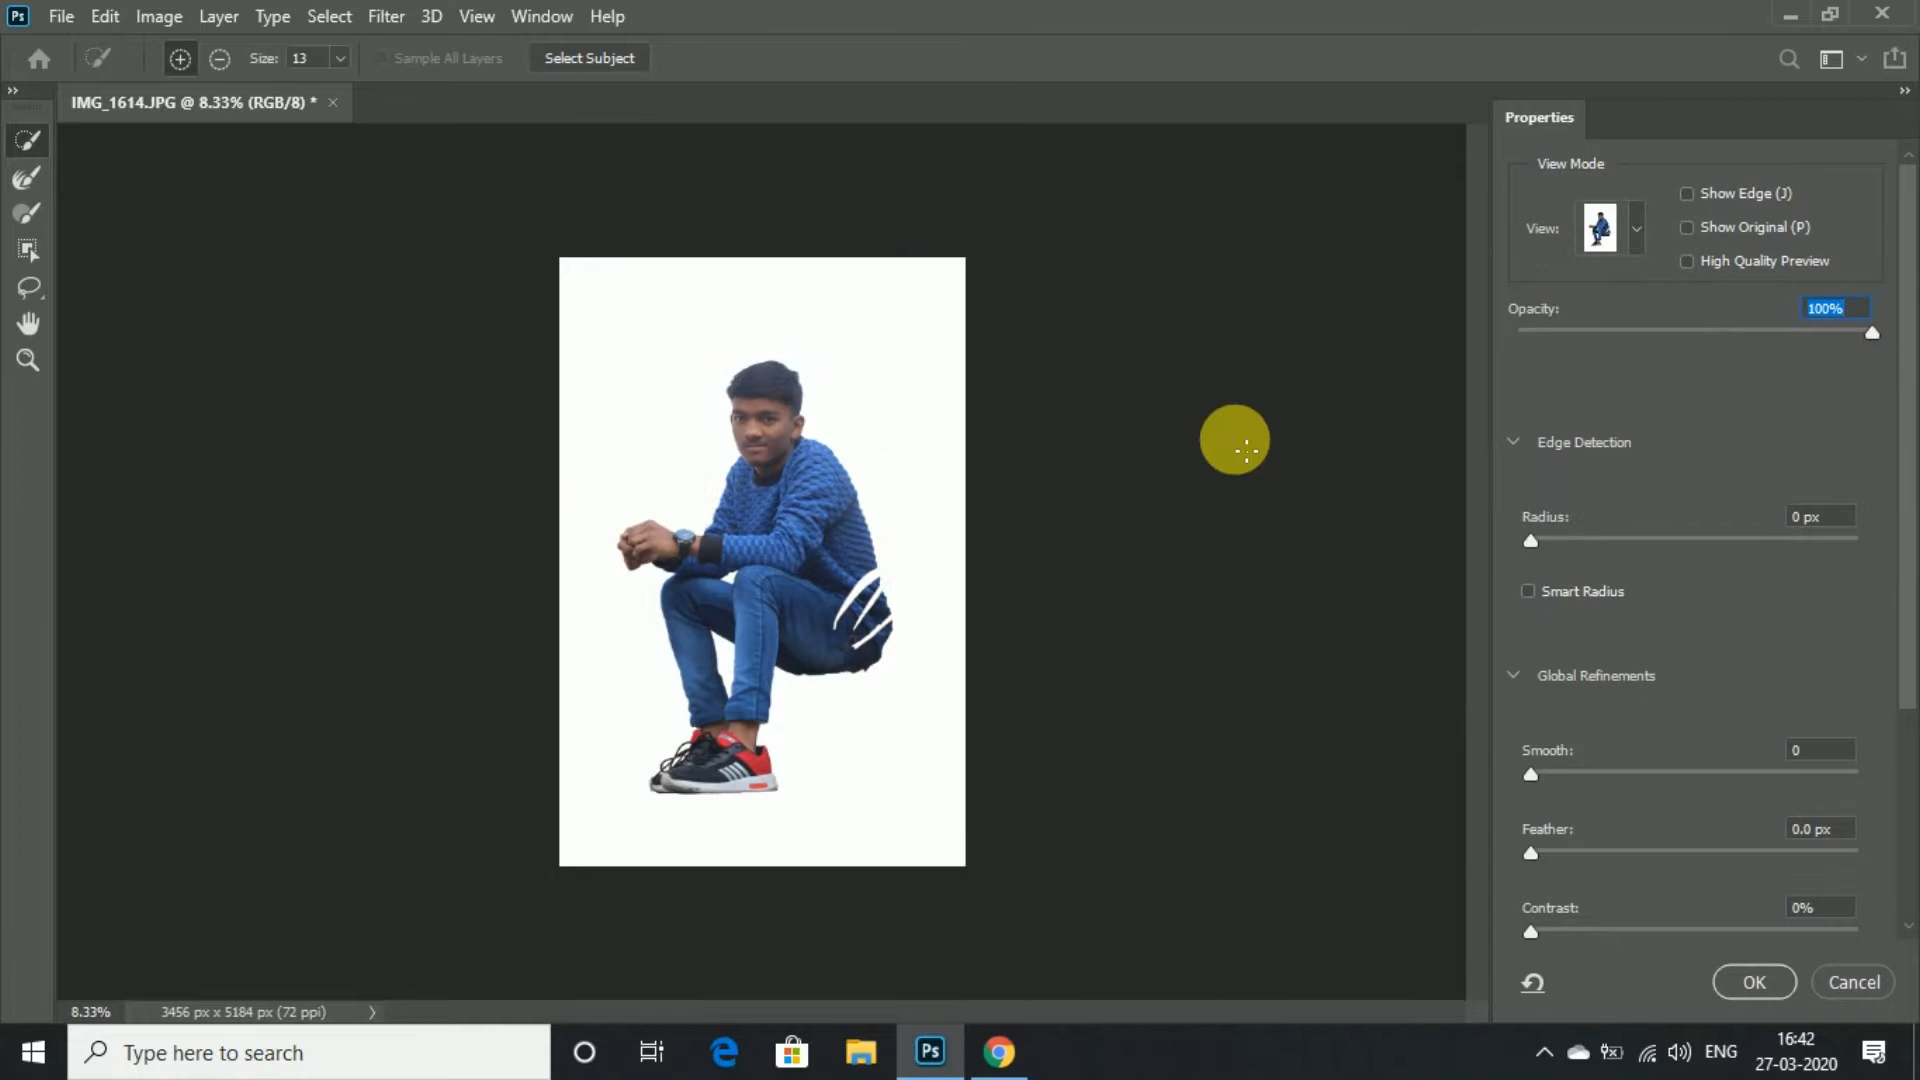 Ps File Edit Image Layer Type Select Filter 3D View Window Help
Size: 13 Sample All Layers Select Subject
IMG_1614.JPG @ 8.33% (RGB/8) * ×
Properties
View Mode
View:
Show Edge (J)
Show Original (P)
High Quality Preview
Opacity: 100%
Edge Detection
Radius: 0 px
Smart Radius
Global Refinements
Smooth: 0
Feather: 0.0 px
Contrast: 0%
OK Cancel
8.33% 3456 px x 5184 px (72 ppi)
Type here to search
Ps
ENG
16:42
27-03-2020